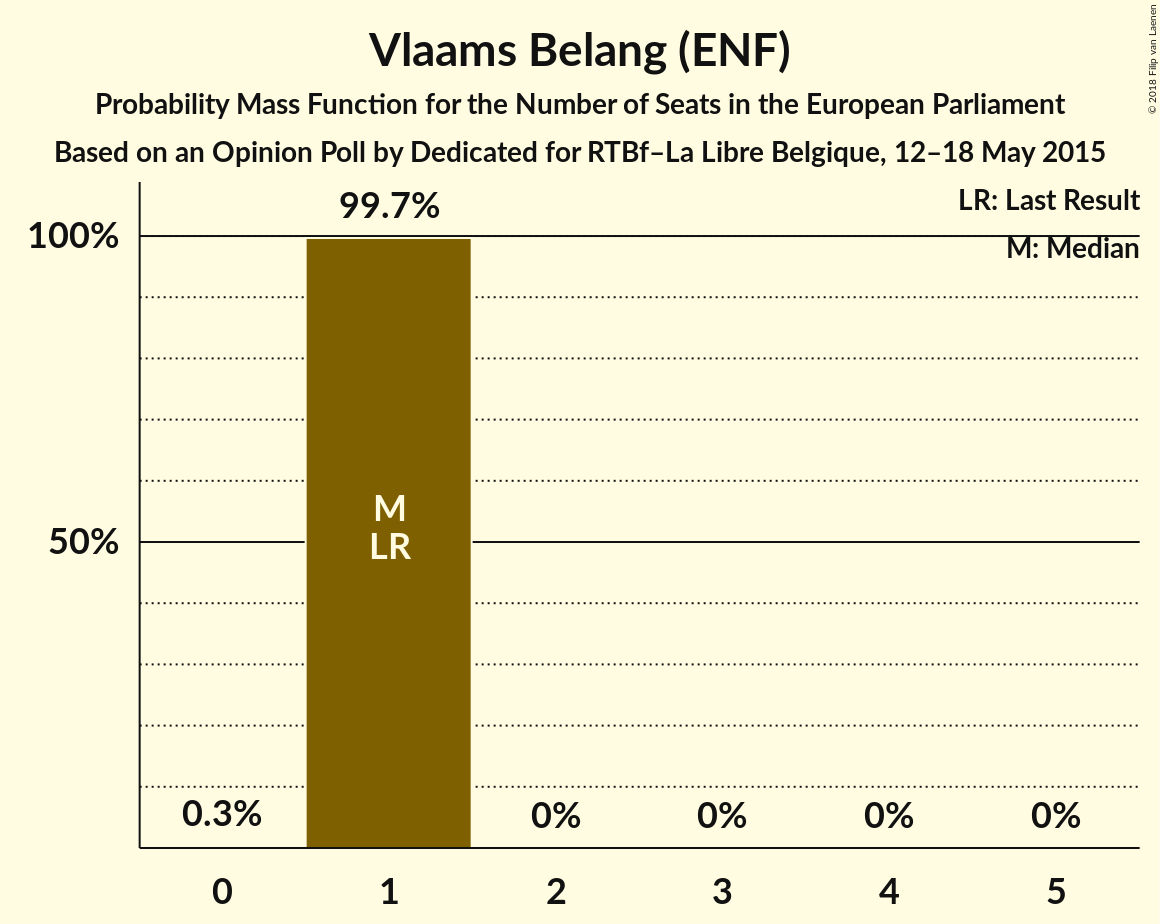 Vlaams Belang (ENF)
Probability Mass Function for the Number of Seats in the European Parliament
Based on an Opinion Poll by Dedicated for RTBf–La Libre Belgique, 12–18 May 2015
© 2018 Filip van Laenen
LR: Last Result
M: Median
99.7%
100%
50%
M
LR
0.3%
0%
0%
0%
0%
0
1
2
3
4
5